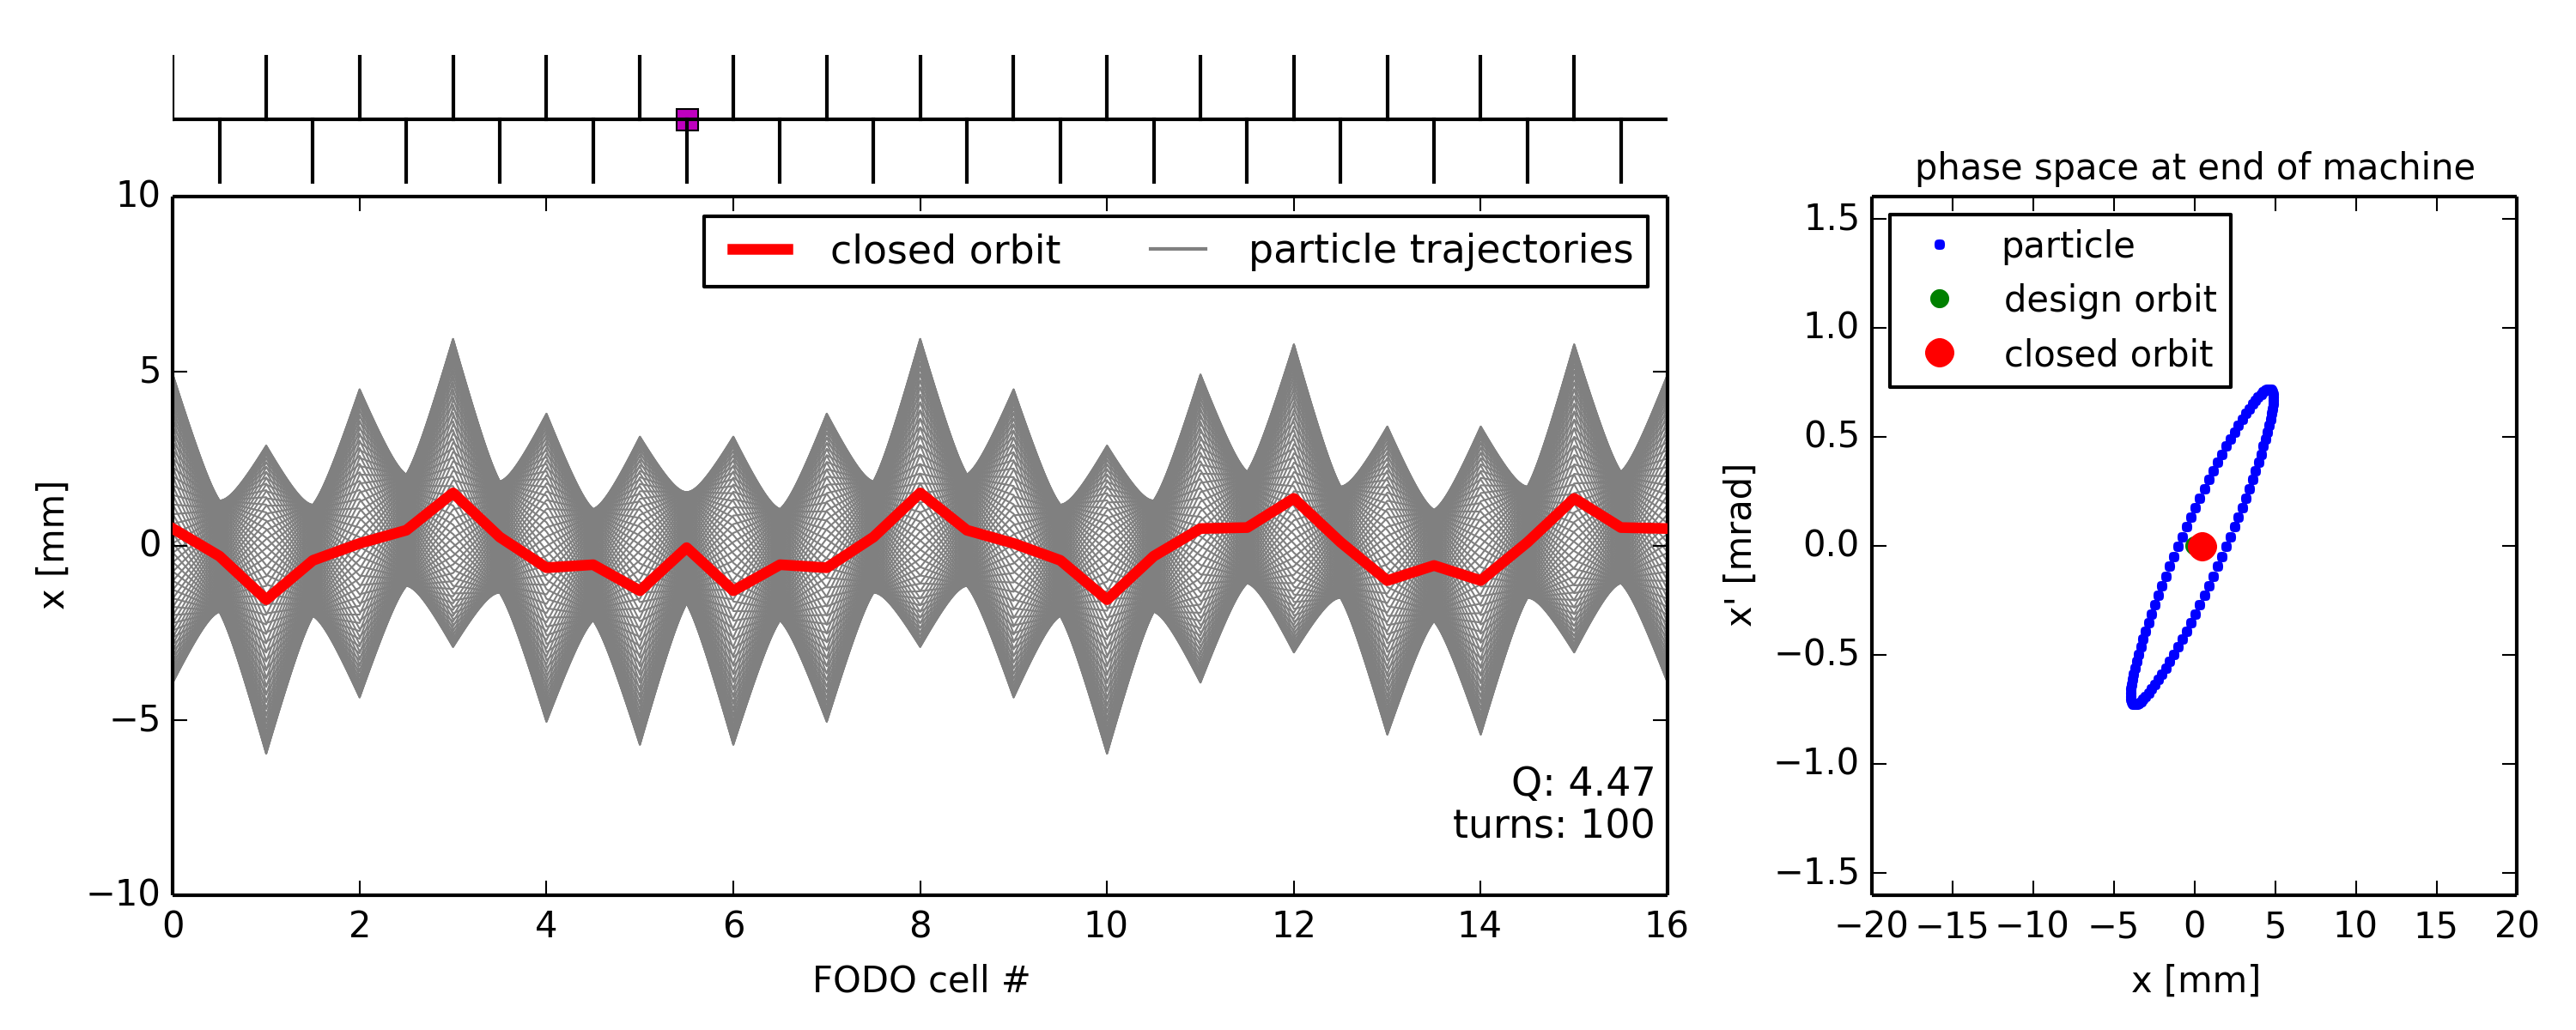 10
5
0
−5
−10
x [mm]
closed orbit
particle trajectories
Q: 4.47
turns: 100
0 2 4 6 8 10 12 14 16
FODO cell #
phase space at end of machine
particle
design orbit
closed orbit
1.5
1.0
0.5
0.0
−0.5
−1.0
−1.5
x' [mrad]
−20 −15 −10 −5 0 5 10 15 20
x [mm]